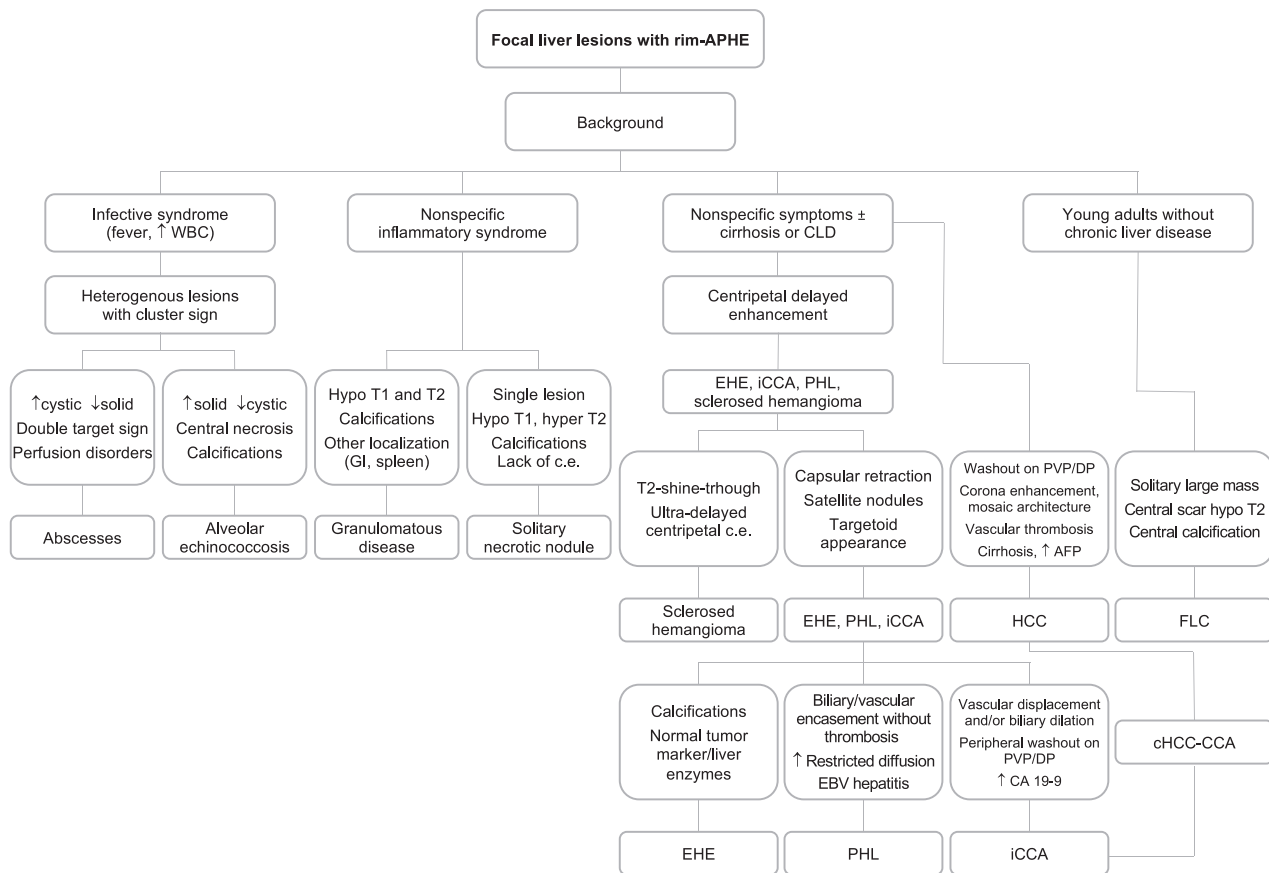 Focal liver lesions with rim-APHE
Background
Infective syndrome
(fever, ↑ WBC)
Nonspecific
inflammatory syndrome
Nonspecific symptoms ±
cirrhosis or CLD
Young adults without
chronic liver disease
Heterogenous lesions
with cluster sign
Centripetal delayed
enhancement
EHE, iCCA, PHL,
sclerosed hemangioma
↑cystic ↓solid
Double target sign
Perfusion disorders
↑solid ↓cystic
Central necrosis
Calcifications
Hypo T1 and T2
Calcifications
Other localization
(GI, spleen)
Single lesion
Hypo T1, hyper T2
Calcifications
Lack of c.e.
T2-shine-trhough
Ultra-delayed
centripetal c.e.
Capsular retraction
Satellite nodules
Targetoid
appearance
Washout on PVP/DP
Corona enhancement,
mosaic architecture
Vascular thrombosis
Cirrhosis, ↑ AFP
Solitary large mass
Central scar hypo T2
Central calcification
Abscesses
Alveolar
echinococcosis
Granulomatous
disease
Solitary
necrotic nodule
Sclerosed
hemangioma
EHE, PHL, iCCA
HCC
FLC
Calcifications
Normal tumor
marker/liver
enzymes
Biliary/vascular
encasement without
thrombosis
↑ Restricted diffusion
EBV hepatitis
Vascular displacement
and/or biliary dilation
Peripheral washout on
PVP/DP
↑ CA 19-9
cHCC-CCA
EHE
PHL
iCCA